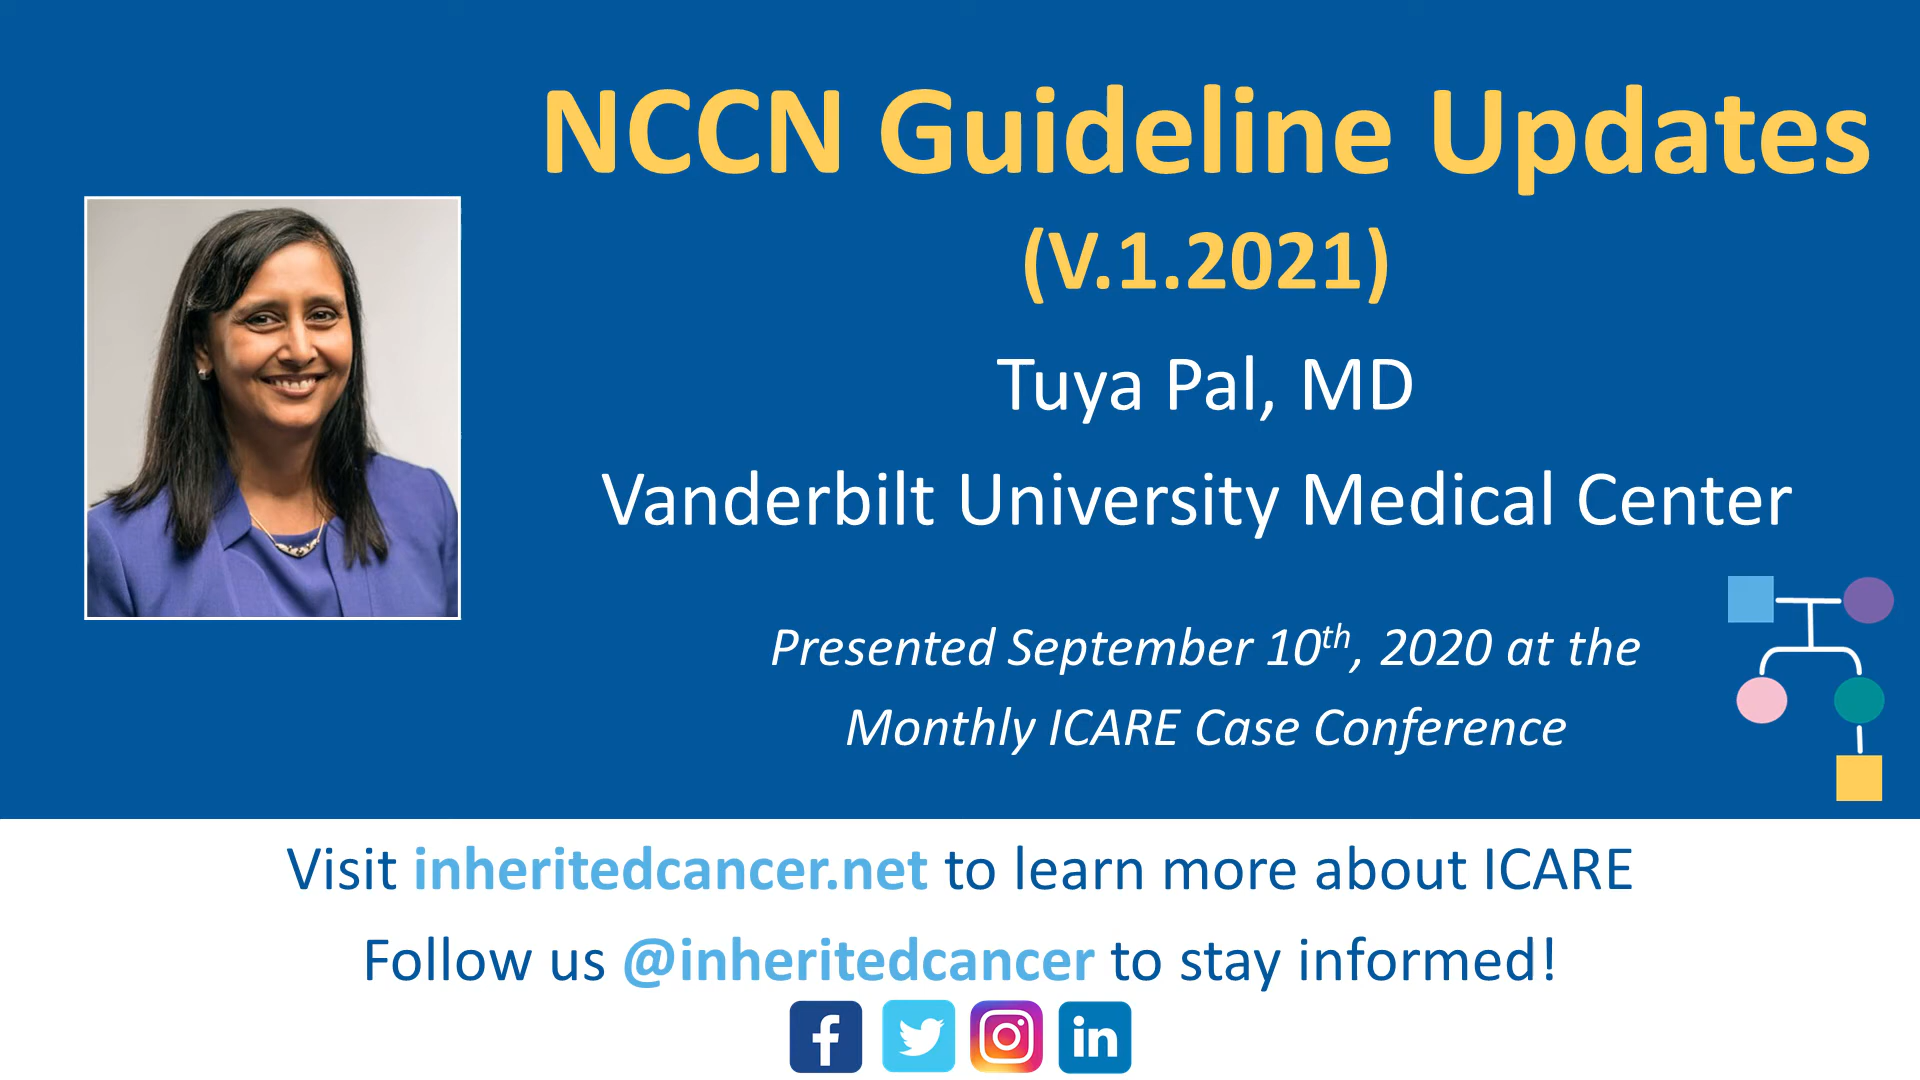 NCCN Guideline Updates
(V.1.2021)
Tuya Pal, MD
Vanderbilt University Medical Center
Presented September 10th, 2020 at the
Monthly ICARE Case Conference
Visit inheritedcancer.net to learn more about ICARE
Follow us @inheritedcancer to stay informed!
f
in